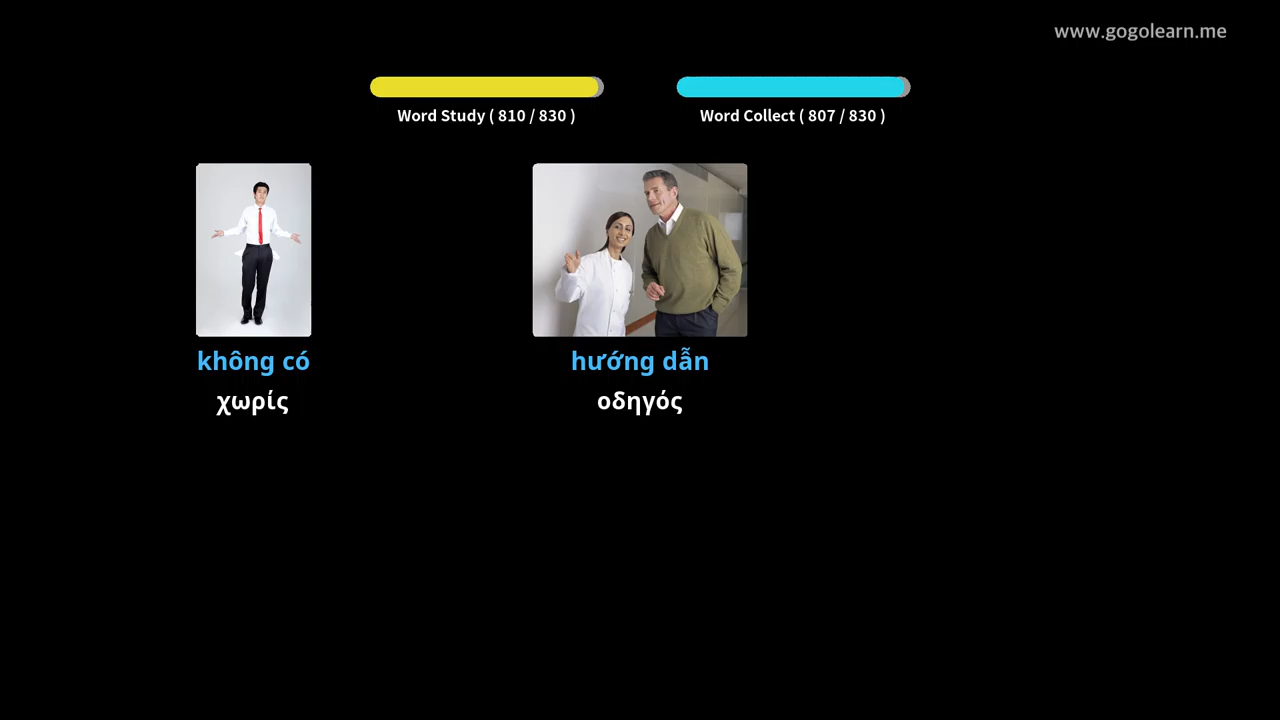 www.gogolearn.me
Word Study ( 810 / 830 )
Word Collect ( 807 / 830 )
không có
hướng dẫn
χωρίς
οδηγός